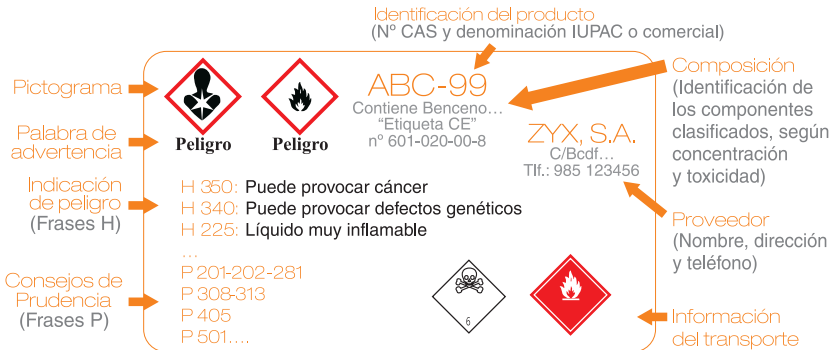 Identificación del producto
(Nº CAS y denominación IUPAC o comercial)
Pictograma
Palabra de
advertencia
Indicación
de peligro
(Frases H)
Consejos de
Prudencia
(Frases P)
Peligro
Peligro
ABC-99
Contiene Benceno...
“Etiqueta CE”
nº 601-020-00-8
ZYX, S.A.
C/Bcdf...
Tlf.: 985 123456
H 350: Puede provocar cáncer
H 340: Puede provocar defectos genéticos
H 225: Líquido muy inflamable
...
P 201-202-281
P 308-313
P 405
P 501....
6
Composición
(Identificación de
los componentes
clasificados, según
concentración
y toxicidad)
Proveedor
(Nombre, dirección
y teléfono)
Información
del transporte